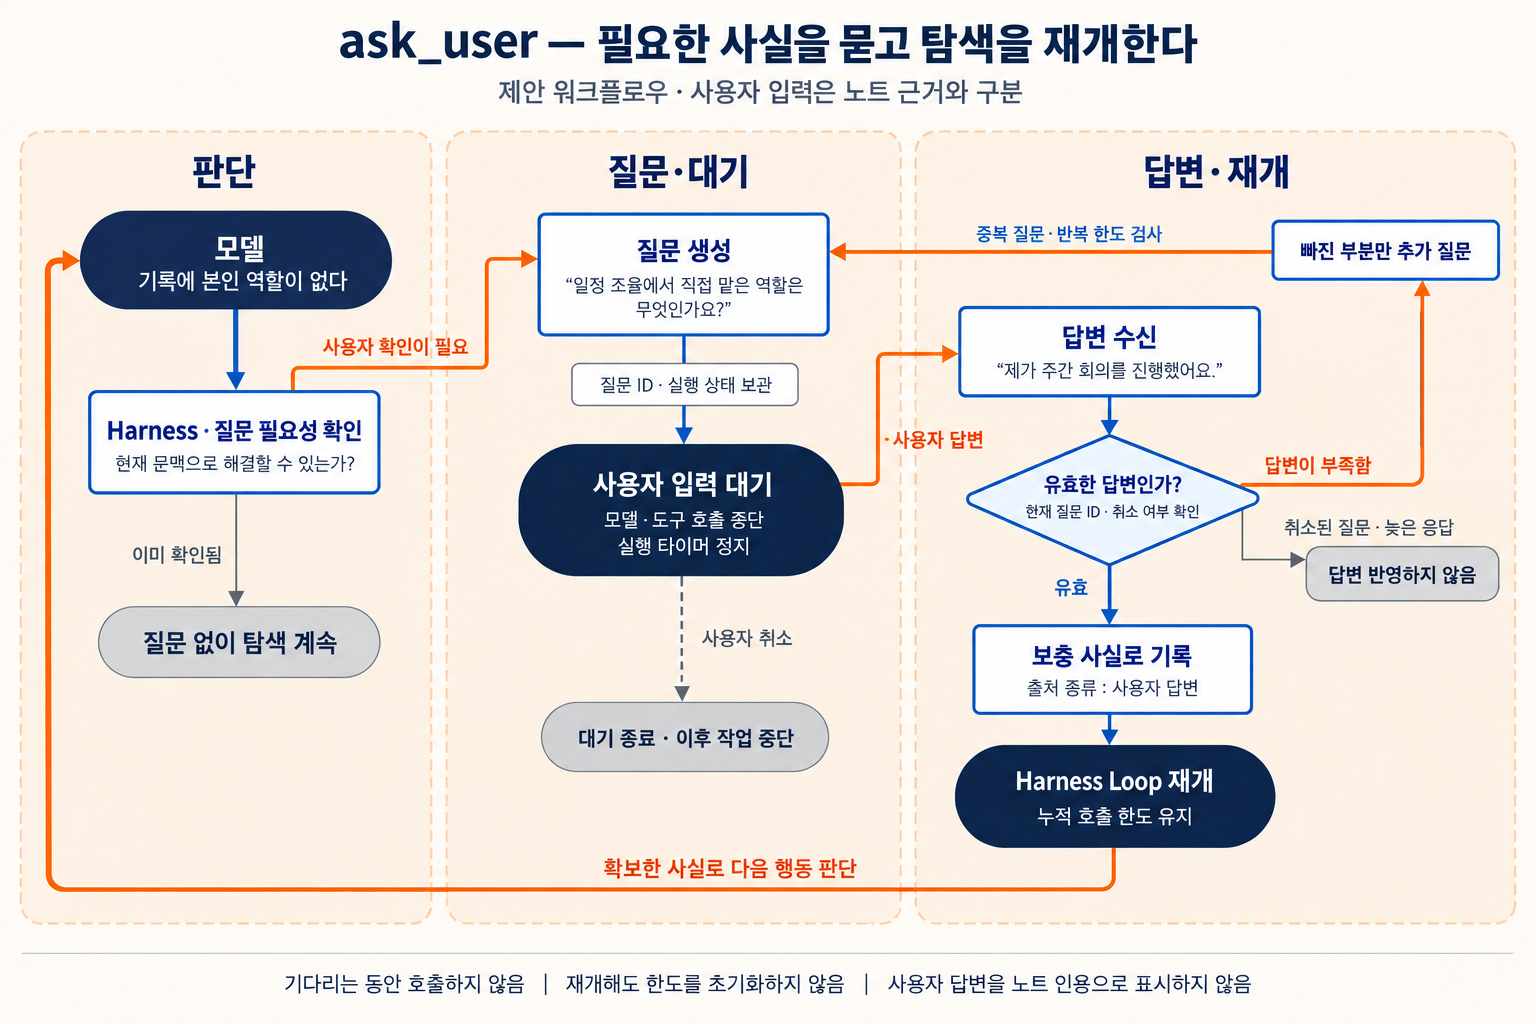 ask_user — 필요한 사실을 묻고 탐색을 재개한다
제안 워크플로우 · 사용자 입력은 노트 근거와 구분
판단
모델
기록에 본인 역할이 없다
사용자 확인이 필요
Harness · 질문 필요성 확인
현재 문맥으로 해결할 수 있는가?
이미 확인됨
질문 없이 탐색 계속
질문·대기
질문 생성
“일정 조율에서 직접 맡은 역할은
무엇인가요?”
질문 ID · 실행 상태 보관
사용자 입력 대기
모델·도구 호출 중단
실행 타이머 정지
사용자 취소
대기 종료 · 이후 작업 중단
· 사용자 답변
답변·재개
중복 질문·반복 한도 검사
빠진 부분만 추가 질문
답변 수신
“제가 주간 회의를 진행했어요.”
유효한 답변인가?
현재 질문 ID · 취소 여부 확인
답변이 부족함
취소된 질문 · 늦은 응답
답변 반영하지 않음
유효
보충 사실로 기록
출처 종류 : 사용자 답변
Harness Loop 재개
누적 호출 한도 유지
확보한 사실로 다음 행동 판단
기다리는 동안 호출하지 않음 | 재개해도 한도를 초기화하지 않음 | 사용자 답변을 노트 인용으로 표시하지 않음